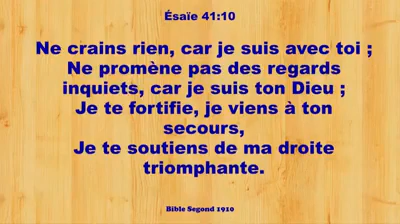 Ésaïe 41:10
Ne crains rien, car je suis avec toi ;
Ne promène pas des regards
inquiets, car je suis ton Dieu ;
Je te fortifie, je viens à ton
secours,
Je te soutiens de ma droite
triomphante.
Bible Segond 1910